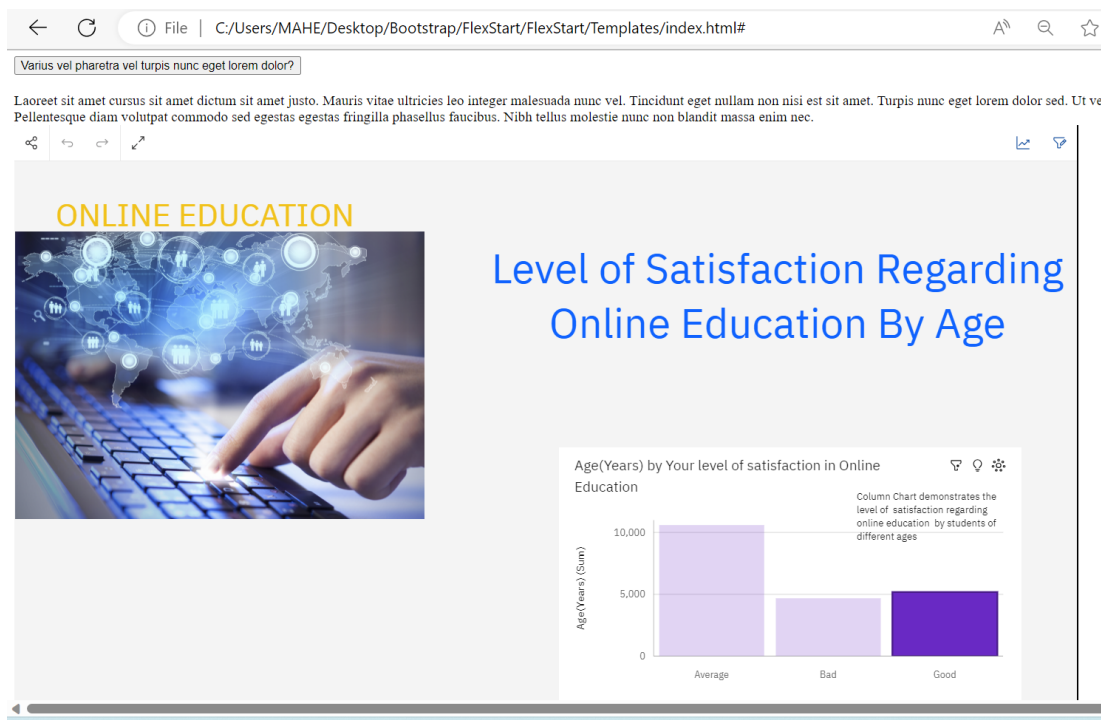 File | C:/Users/MAHE/Desktop/Bootstrap/FlexStart/FlexStart/Templates/index.html#
Varius vel pharetra vel turpis nunc eget lorem dolor?
Laoreet sit amet cursus sit amet dictum sit amet justo. Mauris vitae ultricies leo integer malesuada nunc vel. Tincidunt eget nullam non nisi est sit amet. Turpis nunc eget lorem dolor sed. Ut ve
Pellentesque diam volutpat commodo sed egestas egestas fringilla phasellus faucibus. Nibh tellus molestie nunc non blandit massa enim nec.
ONLINE EDUCATION
Level of Satisfaction Regarding
Online Education By Age
Age(Years) by Your level of satisfaction in Online
Education
Column Chart demonstrates the
level of satisfaction regarding
online education by students of
different ages
Age(Years) (Sum)
10,000
5,000
0
Average
Bad
Good